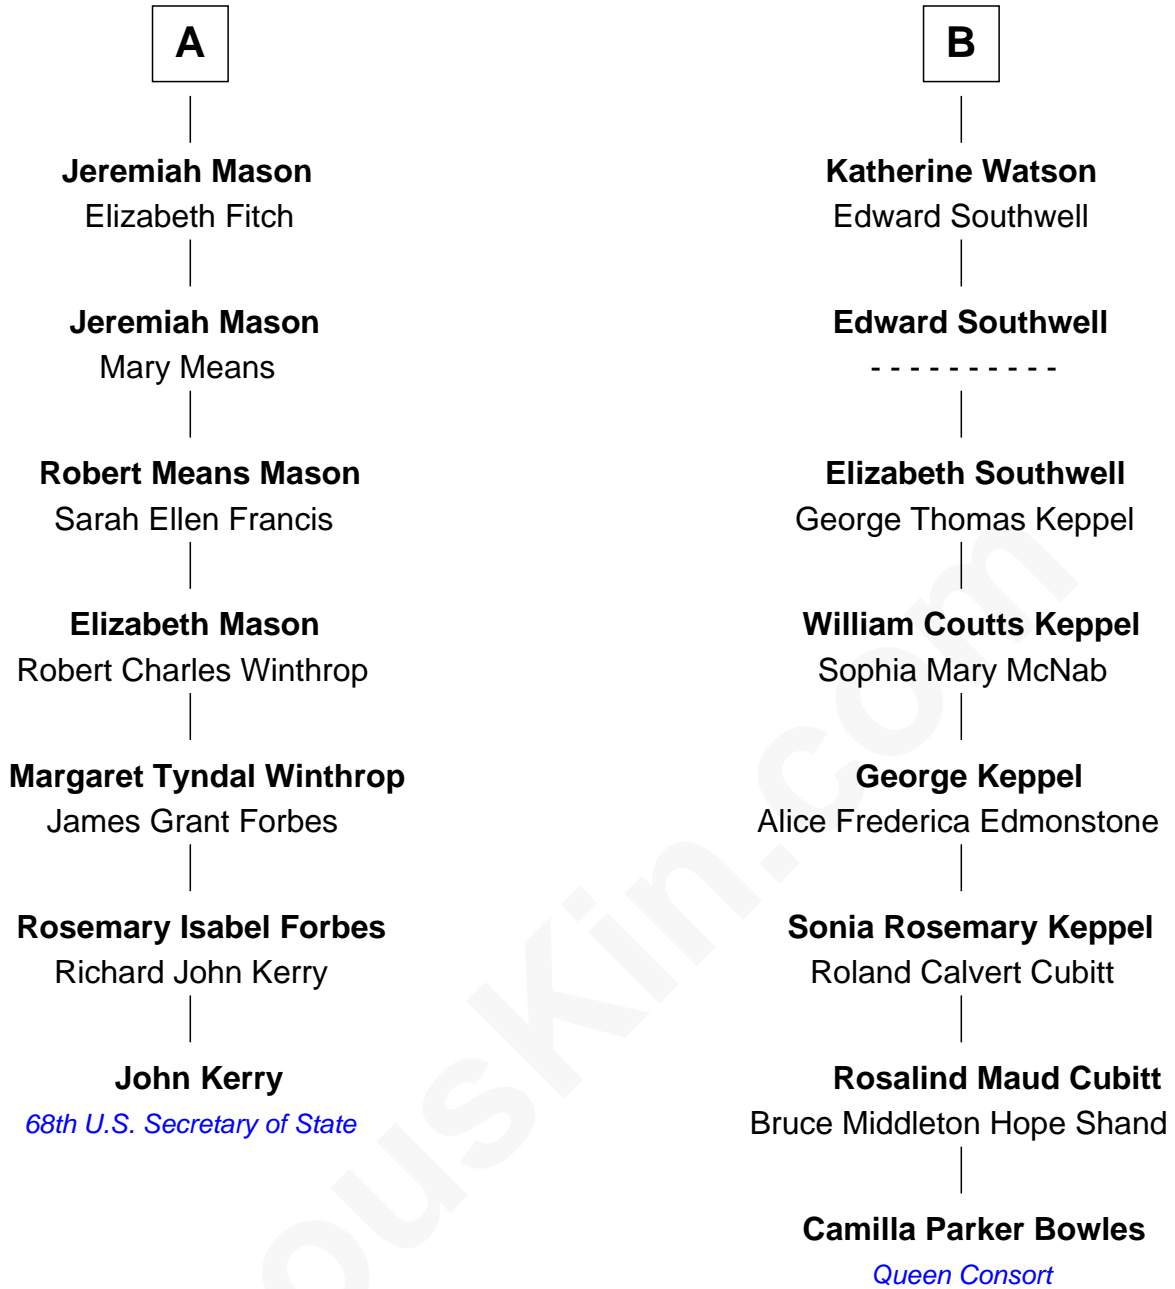 A
Jeremiah Mason
Elizabeth Fitch
Jeremiah Mason
Mary Means
Robert Means Mason
Sarah Ellen Francis
Elizabeth Mason
Robert Charles Winthrop
Margaret Tyndal Winthrop
James Grant Forbes
Rosemary Isabel Forbes
Richard John Kerry
John Kerry
68th U.S. Secretary of State
B
Katherine Watson
Edward Southwell
Edward Southwell
- - - - - - - - - -
Elizabeth Southwell
George Thomas Keppel
William Coutts Keppel
Sophia Mary McNab
George Keppel
Alice Frederica Edmonstone
Sonia Rosemary Keppel
Roland Calvert Cubitt
Rosalind Maud Cubitt
Bruce Middleton Hope Shand
Camilla Parker Bowles
Queen Consort
ousKin.com